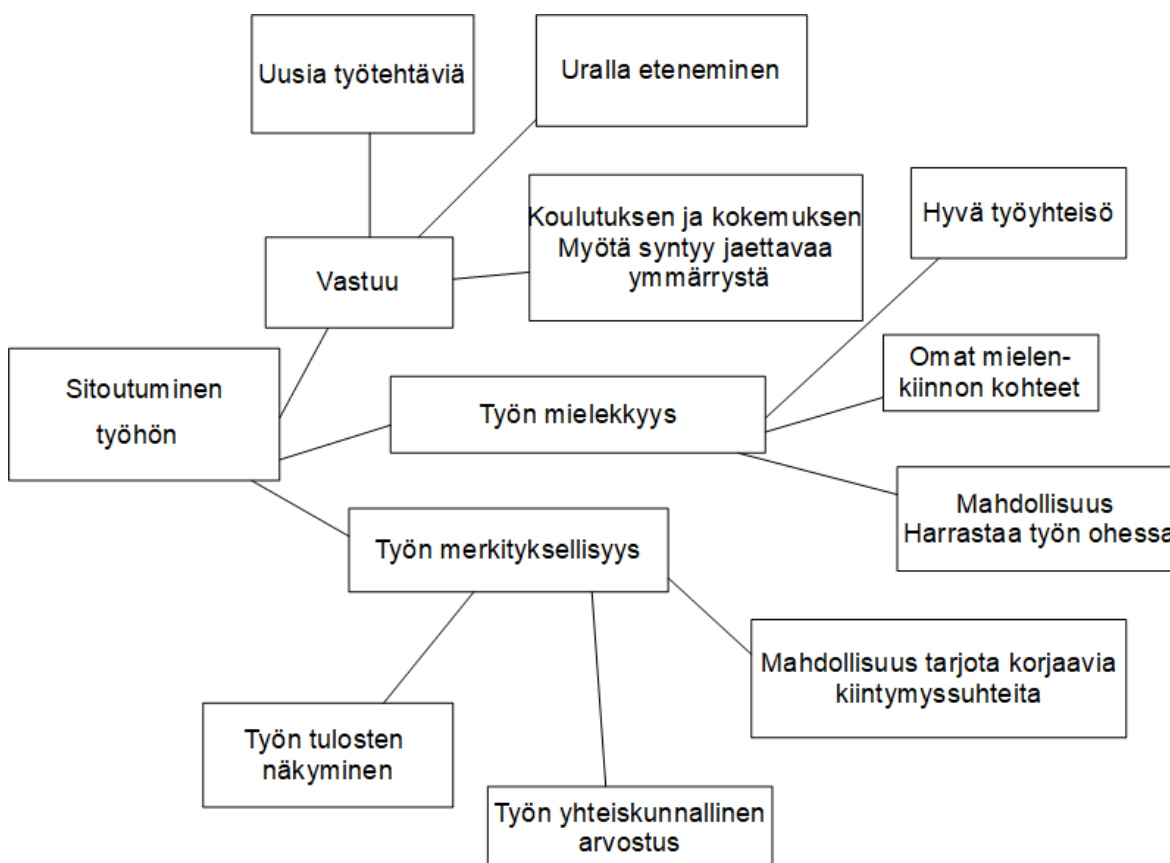 Uusia työtehtäviä
Uralla eteneminen
Koulutuksen ja kokemuksen
Myötä syntyy jaettavaa
ymmärrystä
Hyvä työyhteisö
Vastuu
Sitoutuminen
työhön
Työn mielekkyys
Omat mielen-
kiinnon kohteet
Mahdollisuus
Harrastaa työn ohessa
Työn merkityksellisyys
Mahdollisuus tarjota korjaavia
kiintymyssuhteita
Työn tulosten
näkyminen
Työn yhteiskunnallinen
arvostus